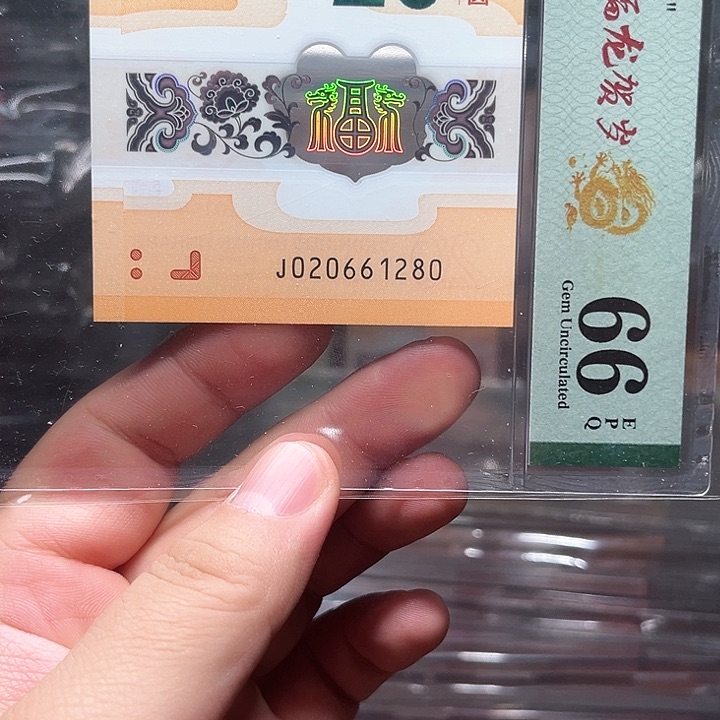 福
J020661280
龙贺岁
Gem Uncirculated
66 EPQ